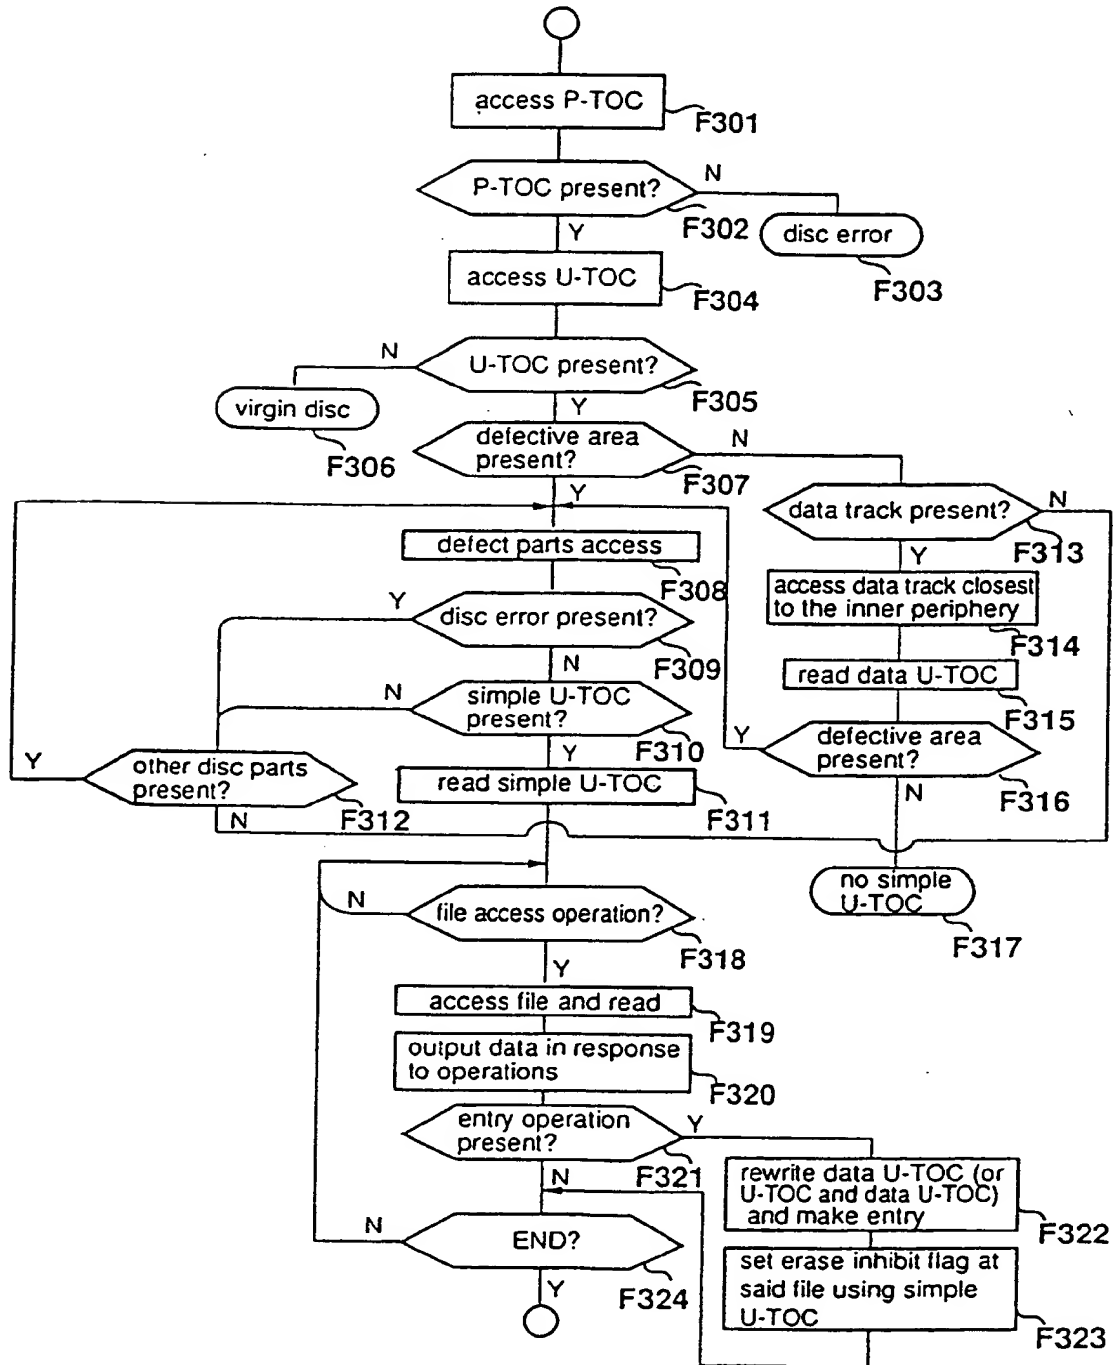 access P-TOC
F301
P-TOC present?
N
F302
Y
disc error
F303
access U-TOC
F304
U-TOC present?
N
F305
Y
virgin disc
F306
defective area
present?
N
F307
Y
data track present?
N
F313
Y
defect parts access
F308
access data track closest
to the inner periphery
F314
Y
disc error present?
F309
N
read data U-TOC
F315
N
simple U-TOC
present?
F310
Y
Y
defective area
present?
F316
N
Y
other disc parts
present?
F312
N
read simple U-TOC
F311
no simple
U-TOC
F317
N
file access operation?
F318
Y
access file and read
F319
output data in response
to operations
F320
entry operation
present?
Y
F321
N
rewrite data U-TOC (or
U-TOC and data U-TOC)
and make entry
F322
N
END?
F324
Y
set erase inhibit flag at
said file using simple
U-TOC
F323